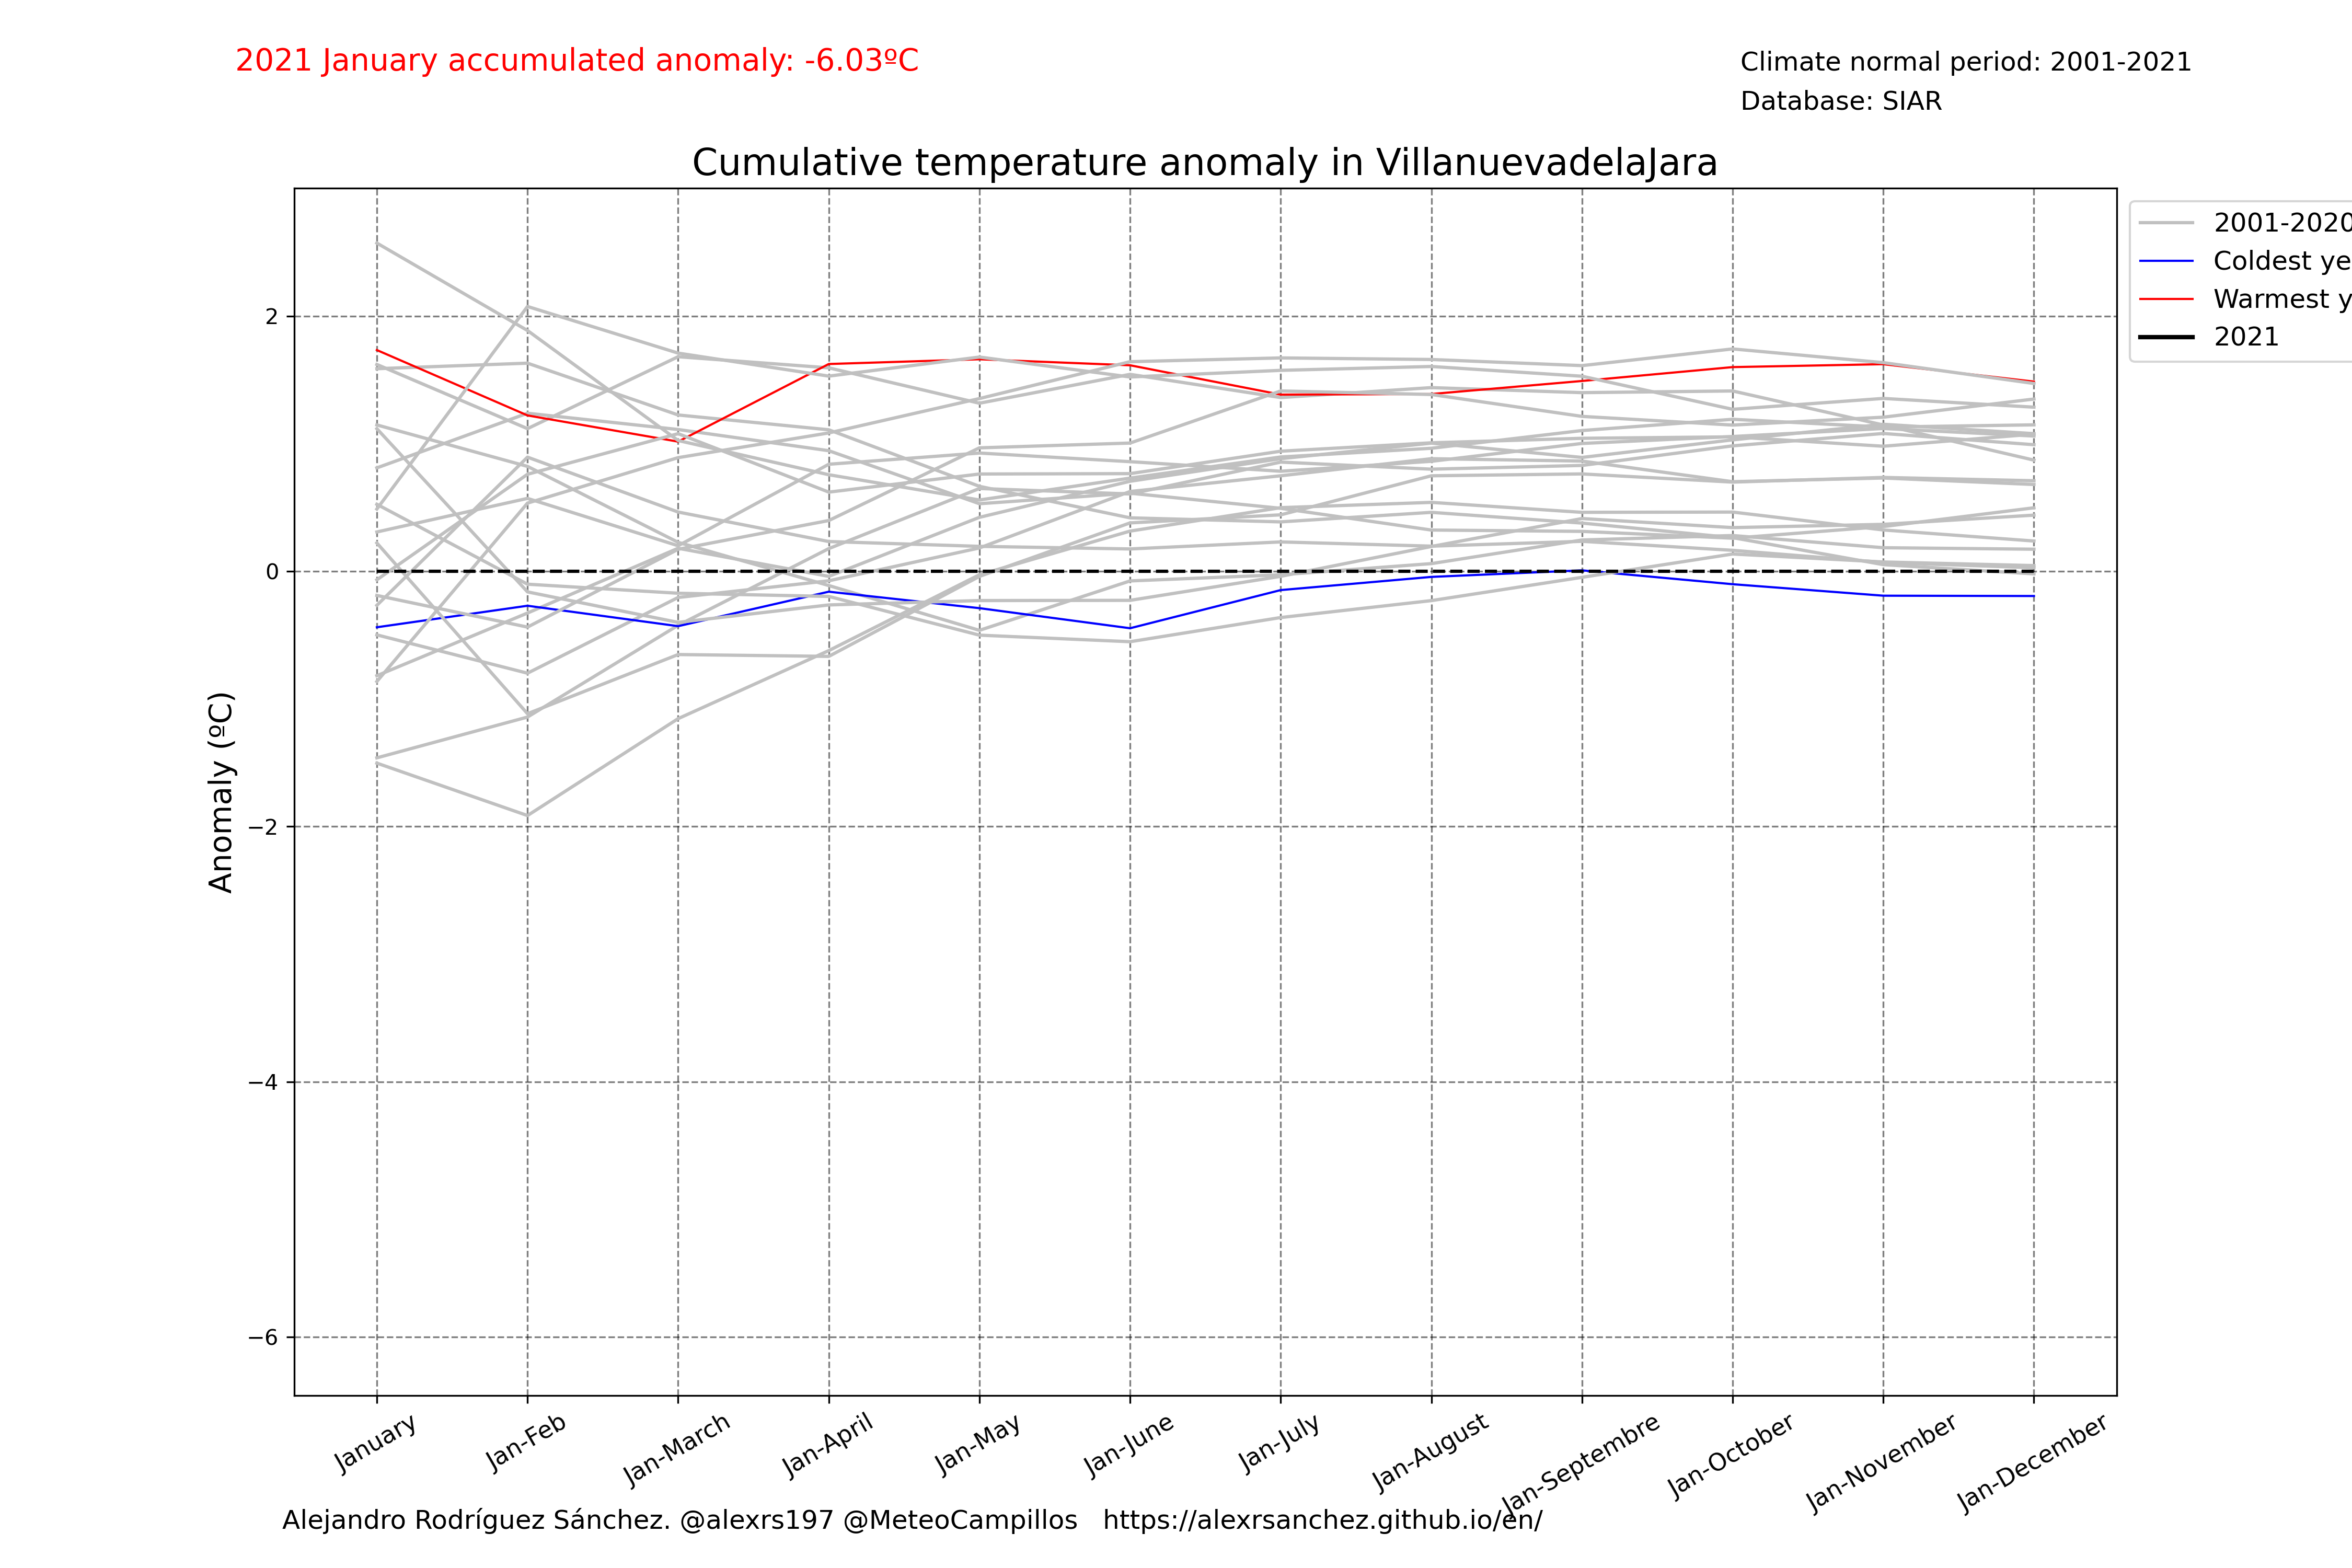 2021 January accumulated anomaly: -6.03ºC
Climate normal period: 2001-2021
Database: SIAR
Cumulative temperature anomaly in VillanuevadelaJara
2001-2020
Coldest ye
Warmest y
2021
Anomaly (ºC)
2
0
−2
−4
−6
January
Jan-Feb
Jan-March
Jan-April
Jan-May
Jan-June
Jan-July
Jan-August
Jan-Septembre
Jan-October
Jan-November
Jan-December
Alejandro Rodríguez Sánchez. @alexrs197 @MeteoCampillos   https://alexrsanchez.github.io/en/